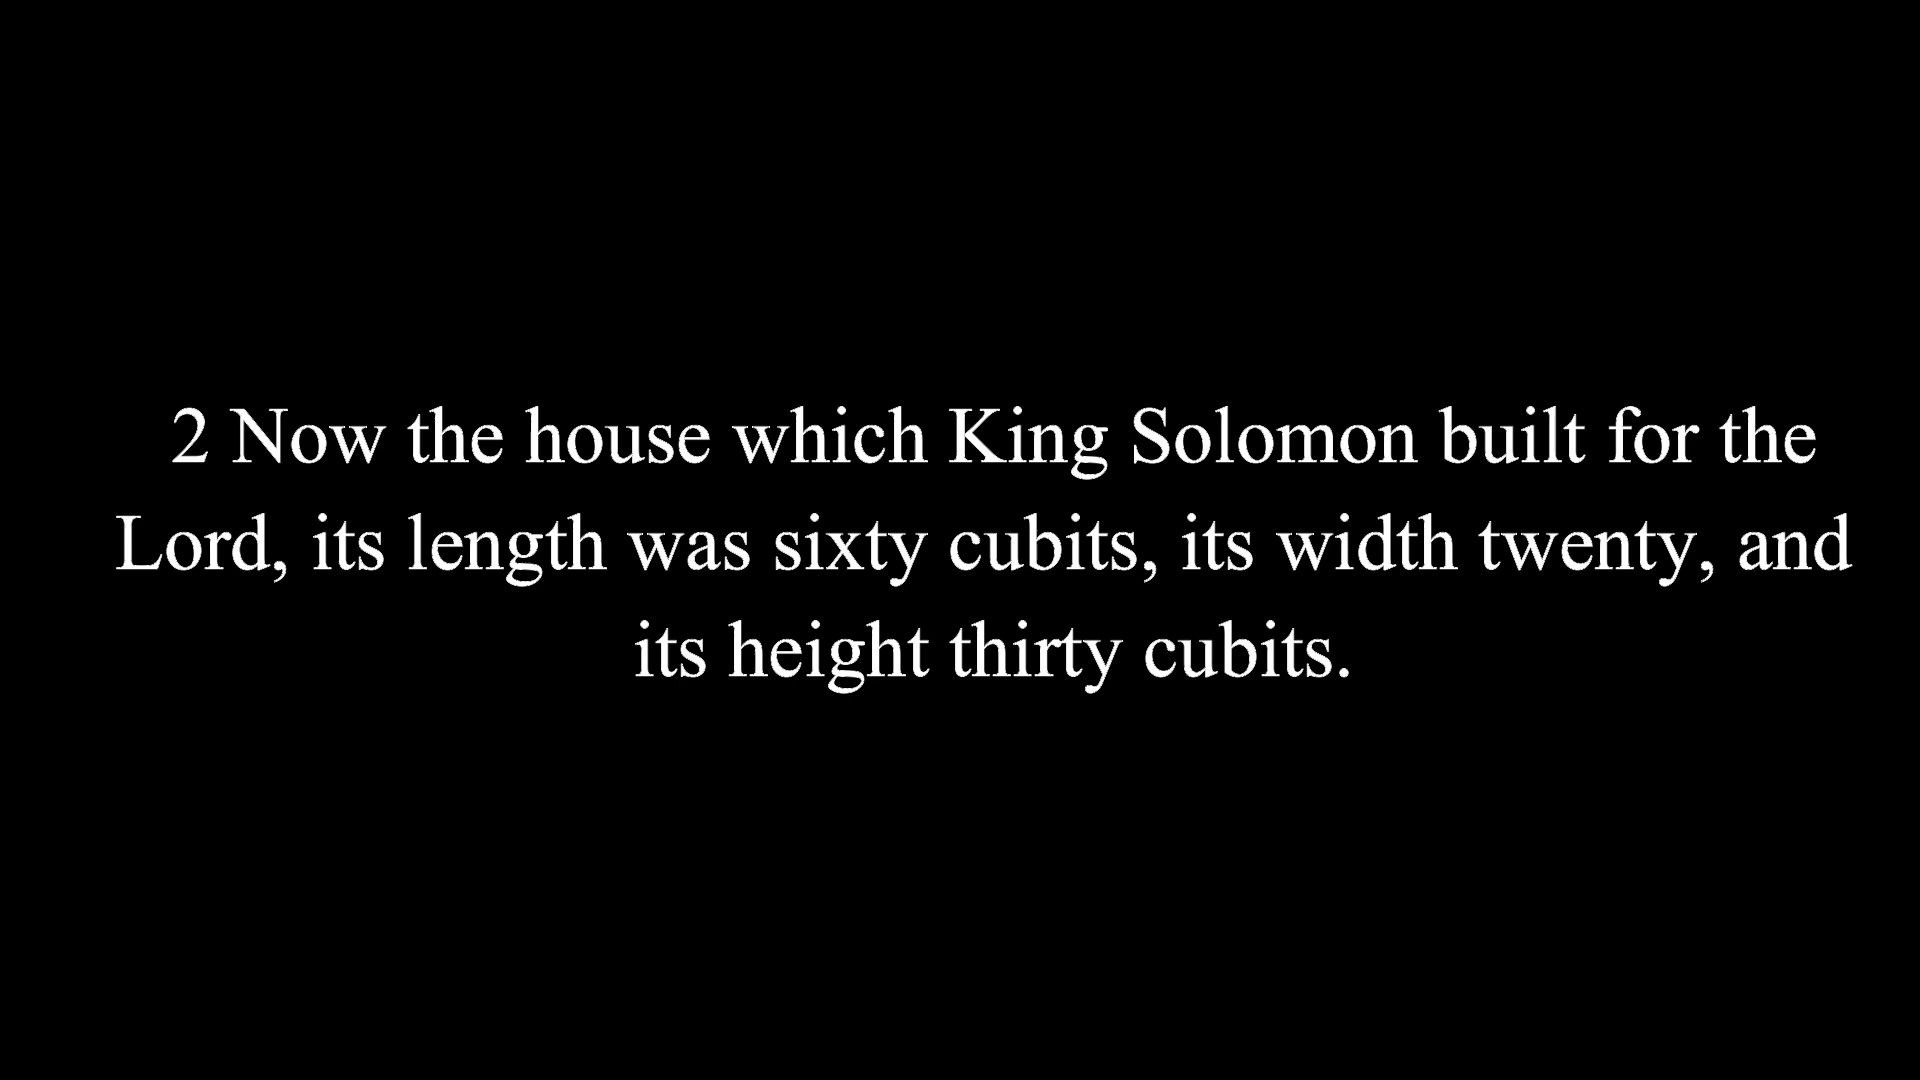 2 Now the house which King Solomon built for the
Lord, its length was sixty cubits, its width twenty, and
its height thirty cubits.